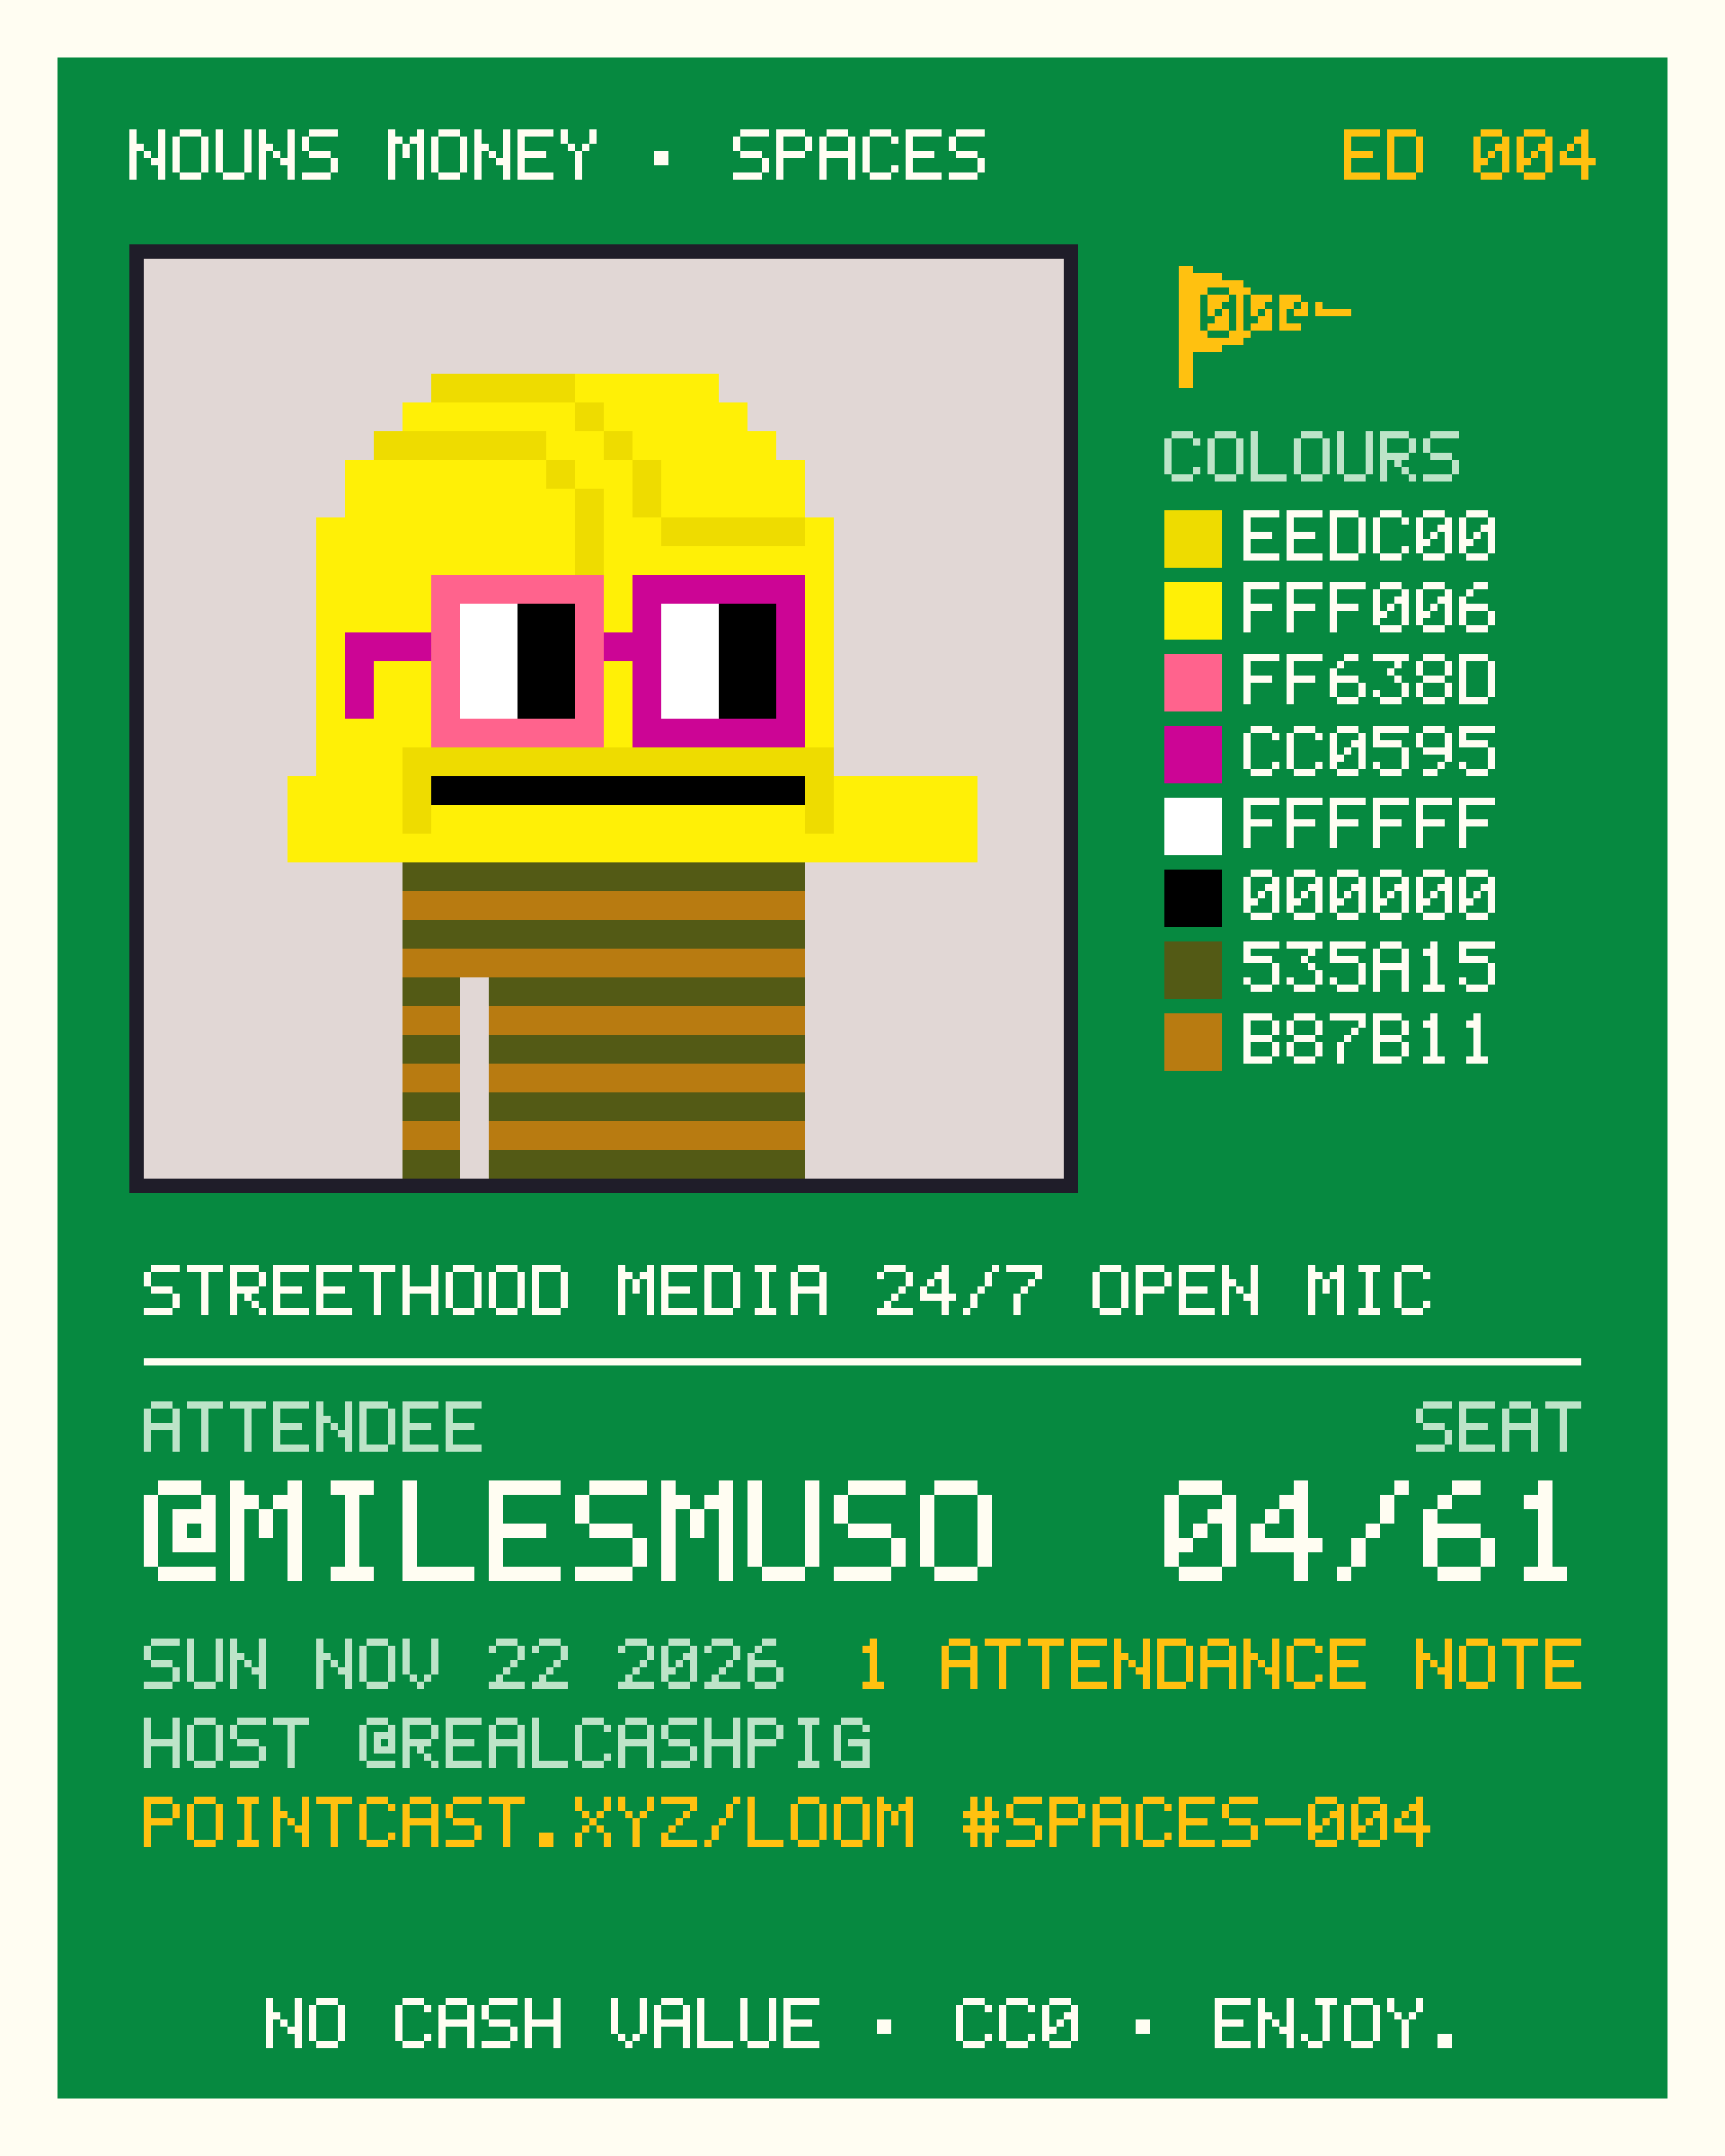 NOUNS MONEY · SPACES
ED 004
COLOURS
EEDC00
FFF006
FF638D
CC0595
FFFFFF
000000
535A15
B87B11
STREETHOOD MEDIA 24/7 OPEN MIC
ATTENDEE
SEAT
@MILESMUSO
04/61
SUN NOV 22 2026
1 ATTENDANCE NOTE
HOST @REALCASHPIG
POINTCAST.XYZ/LOOM #SPACES-004
NO CASH VALUE · CC0 · ENJOY.